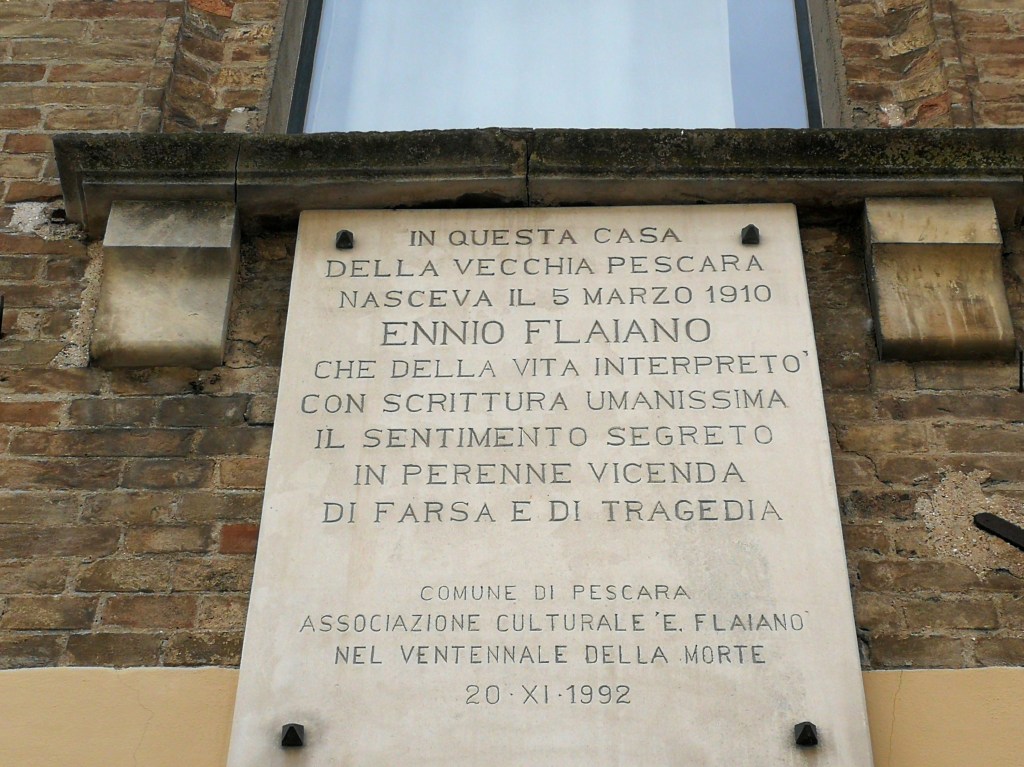 IN QUESTA CASA
DELLA VECCHIA PESCARA
NASCEVA IL 5 MARZO 1910
ENNIO FLAIANO
CHE DELLA VITA INTERPRETO'
CON SCRITTURA UMANISSIMA
IL SENTIMENTO SEGRETO
IN PERENNE VICENDA
DI FARSA E DI TRAGEDIA
COMUNE DI PESCARA
ASSOCIAZIONE CULTURALE 'E. FLAIANO'
NEL VENTENNALE DELLA MORTE
20·XI·1992